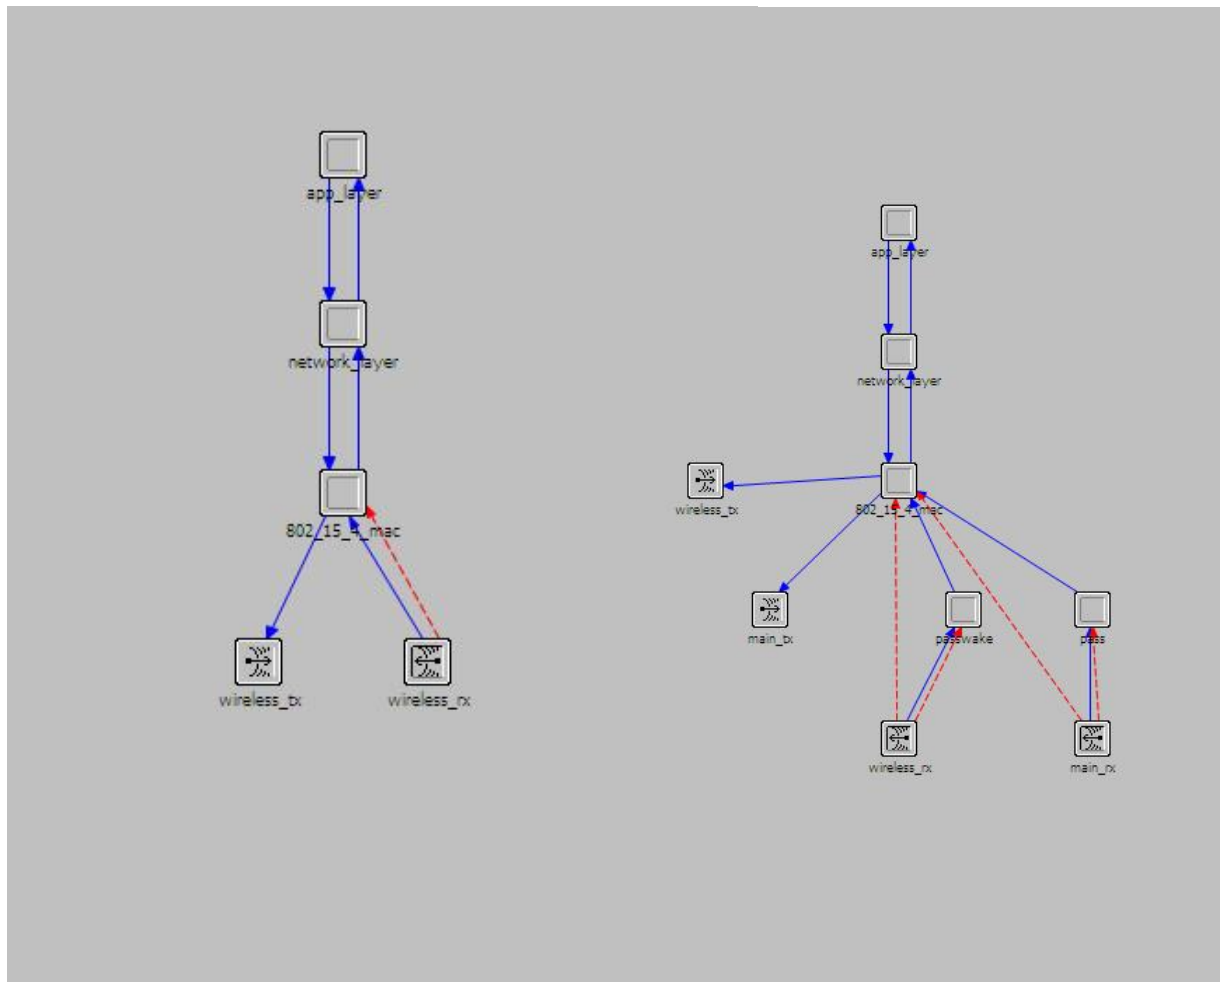 app_layer
network_layer
802_15_4_mac
wireless_tx
wireless_rx
app_layer
network_layer
wireless_tx
802_15_4_mac
main_tx
passwake
pass
wireless_rx
main_rx